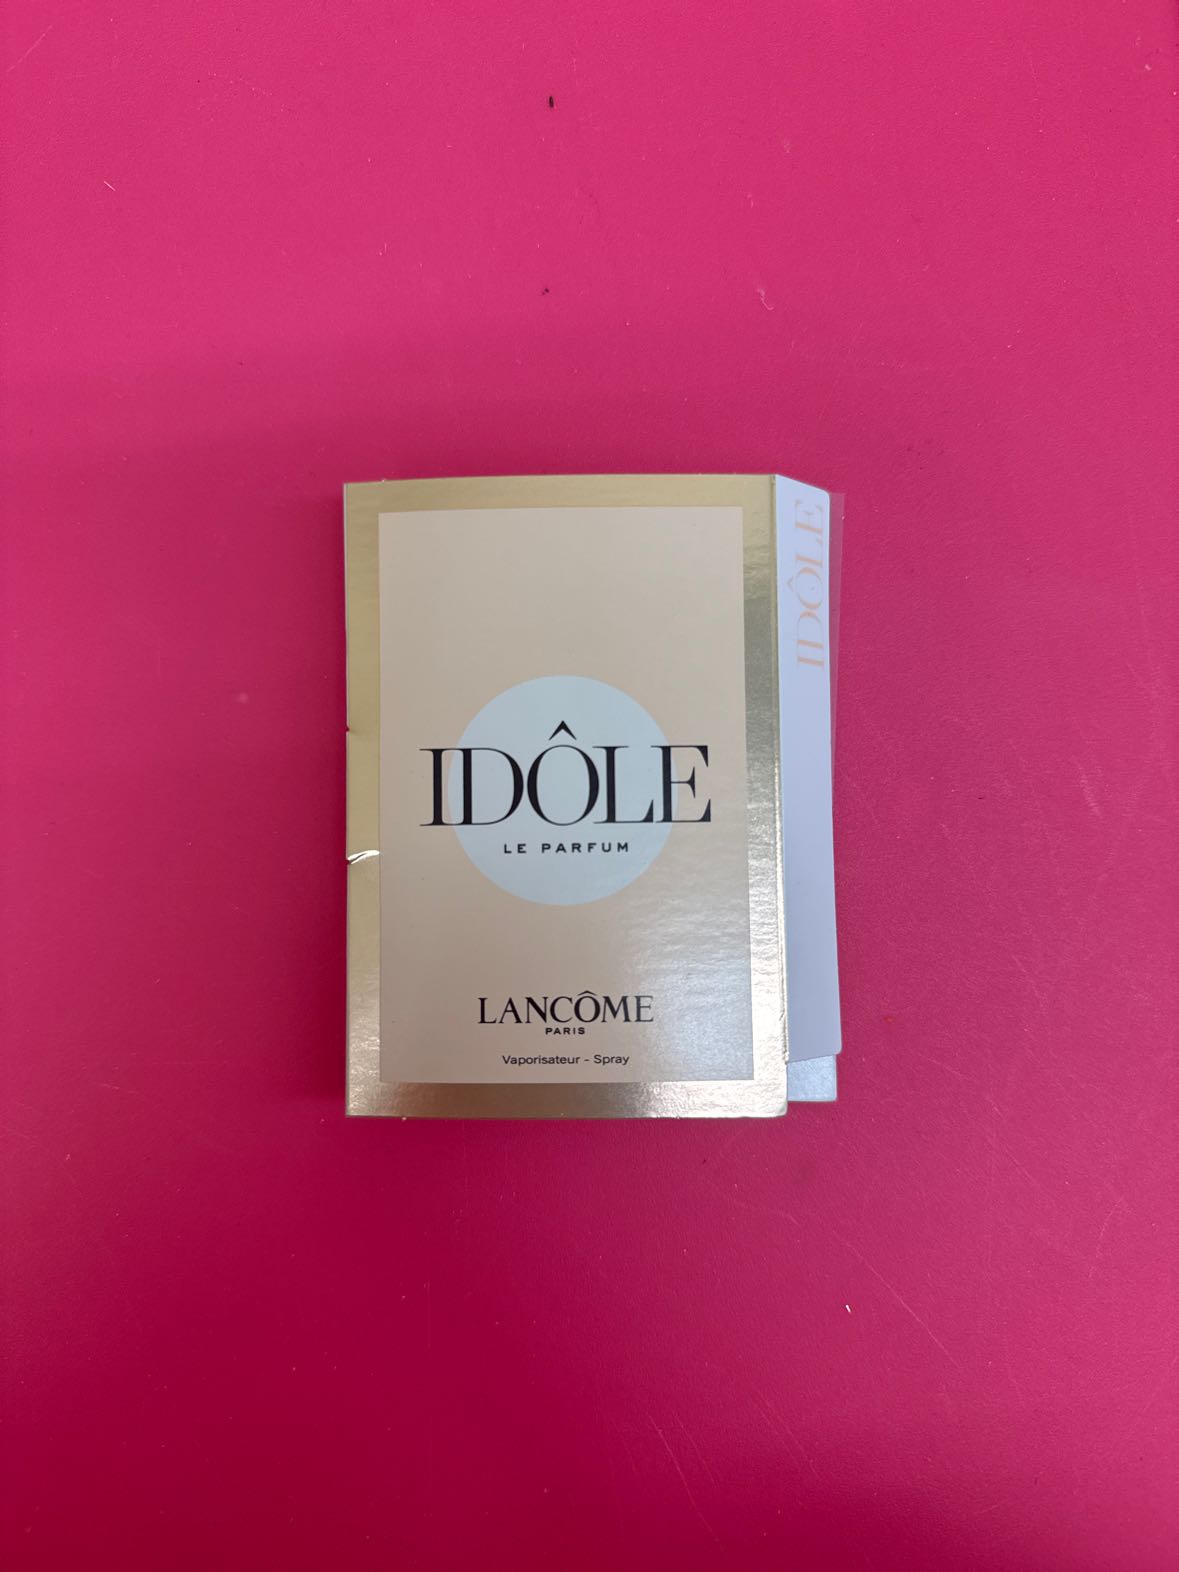 IDÔLE
LE PARFUM
LANCÔME
PARIS
Vaporisateur - Spray
IDÔLE